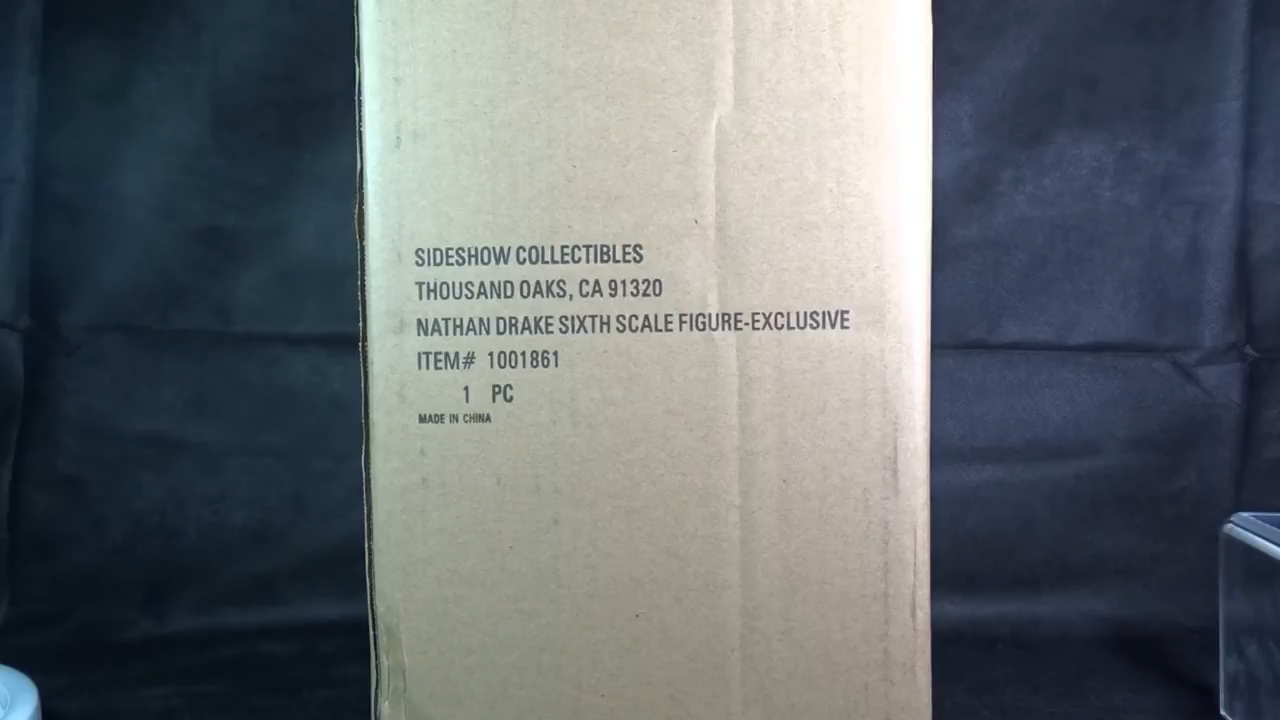 SIDESHOW COLLECTIBLES
THOUSAND OAKS, CA 91320
NATHAN DRAKE SIXTH SCALE FIGURE-EXCLUSIVE
ITEM# 1001861
1 PC
MADE IN CHINA